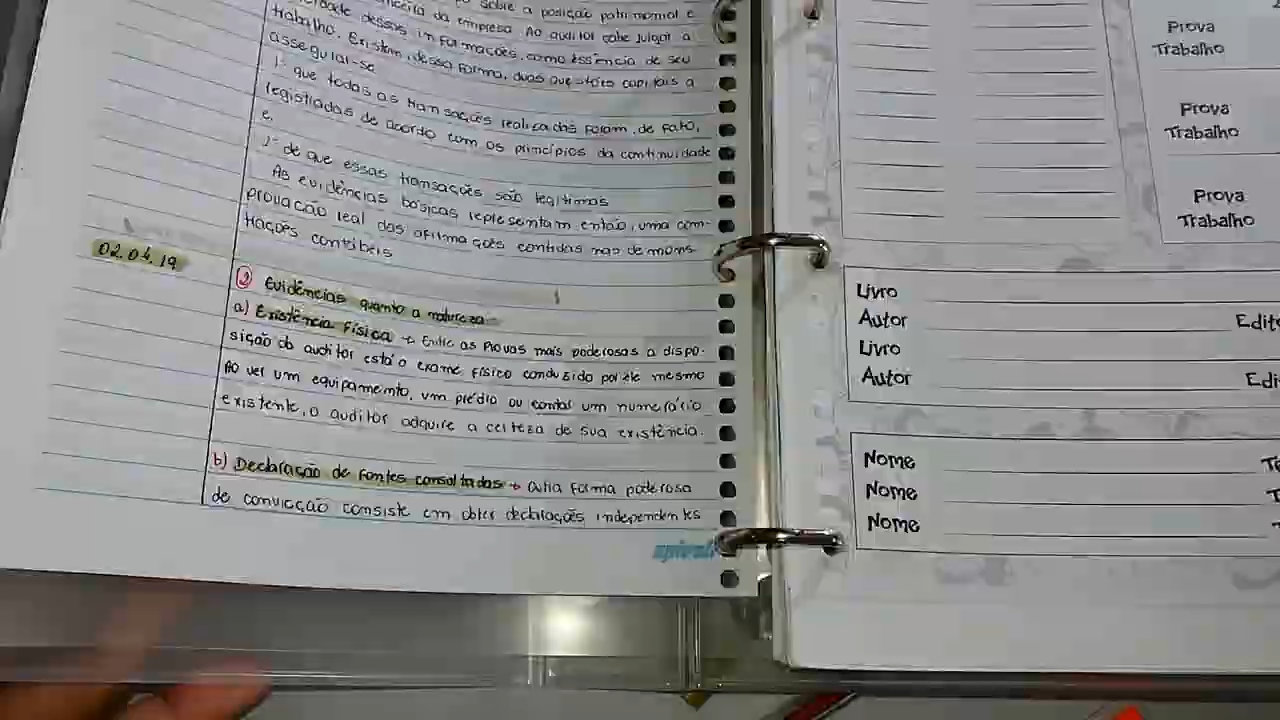 sobre a posição patrimonial e
da empresa. Ao auditor cabe julgar a
dessas informações, como essência de seu
trabalho. Existem, dessa forma, duas questões capitais a
assegurar-se
1- que todas as transações realizadas foram, de fato,
registradas de acordo com os princípios da continuidade
e,
de que essas transações são legítimas
As evidências básicas representam, então, uma com-
provação real das afirmações contidas nas demons-
trações contábeis
02.04.19
2 Evidências quanto a natureza
a) Existência Física → Entre as provas mais poderosas a dispo-
sição do auditor está o exame físico conduzido por ele mesmo
Ao ver um equipamento, um prédio ou contar um numerário
existente, o auditor adquire a certeza de sua existência.
b) Declaração de fontes consultadas → Outra forma poderosa
de convicção consiste em obter declarações independentes
spiral
Prova
Trabalho
Prova
Trabalho
Prova
Trabalho
Livro
Autor Edit
Livro
Autor Edi
Nome Te
Nome T
Nome T